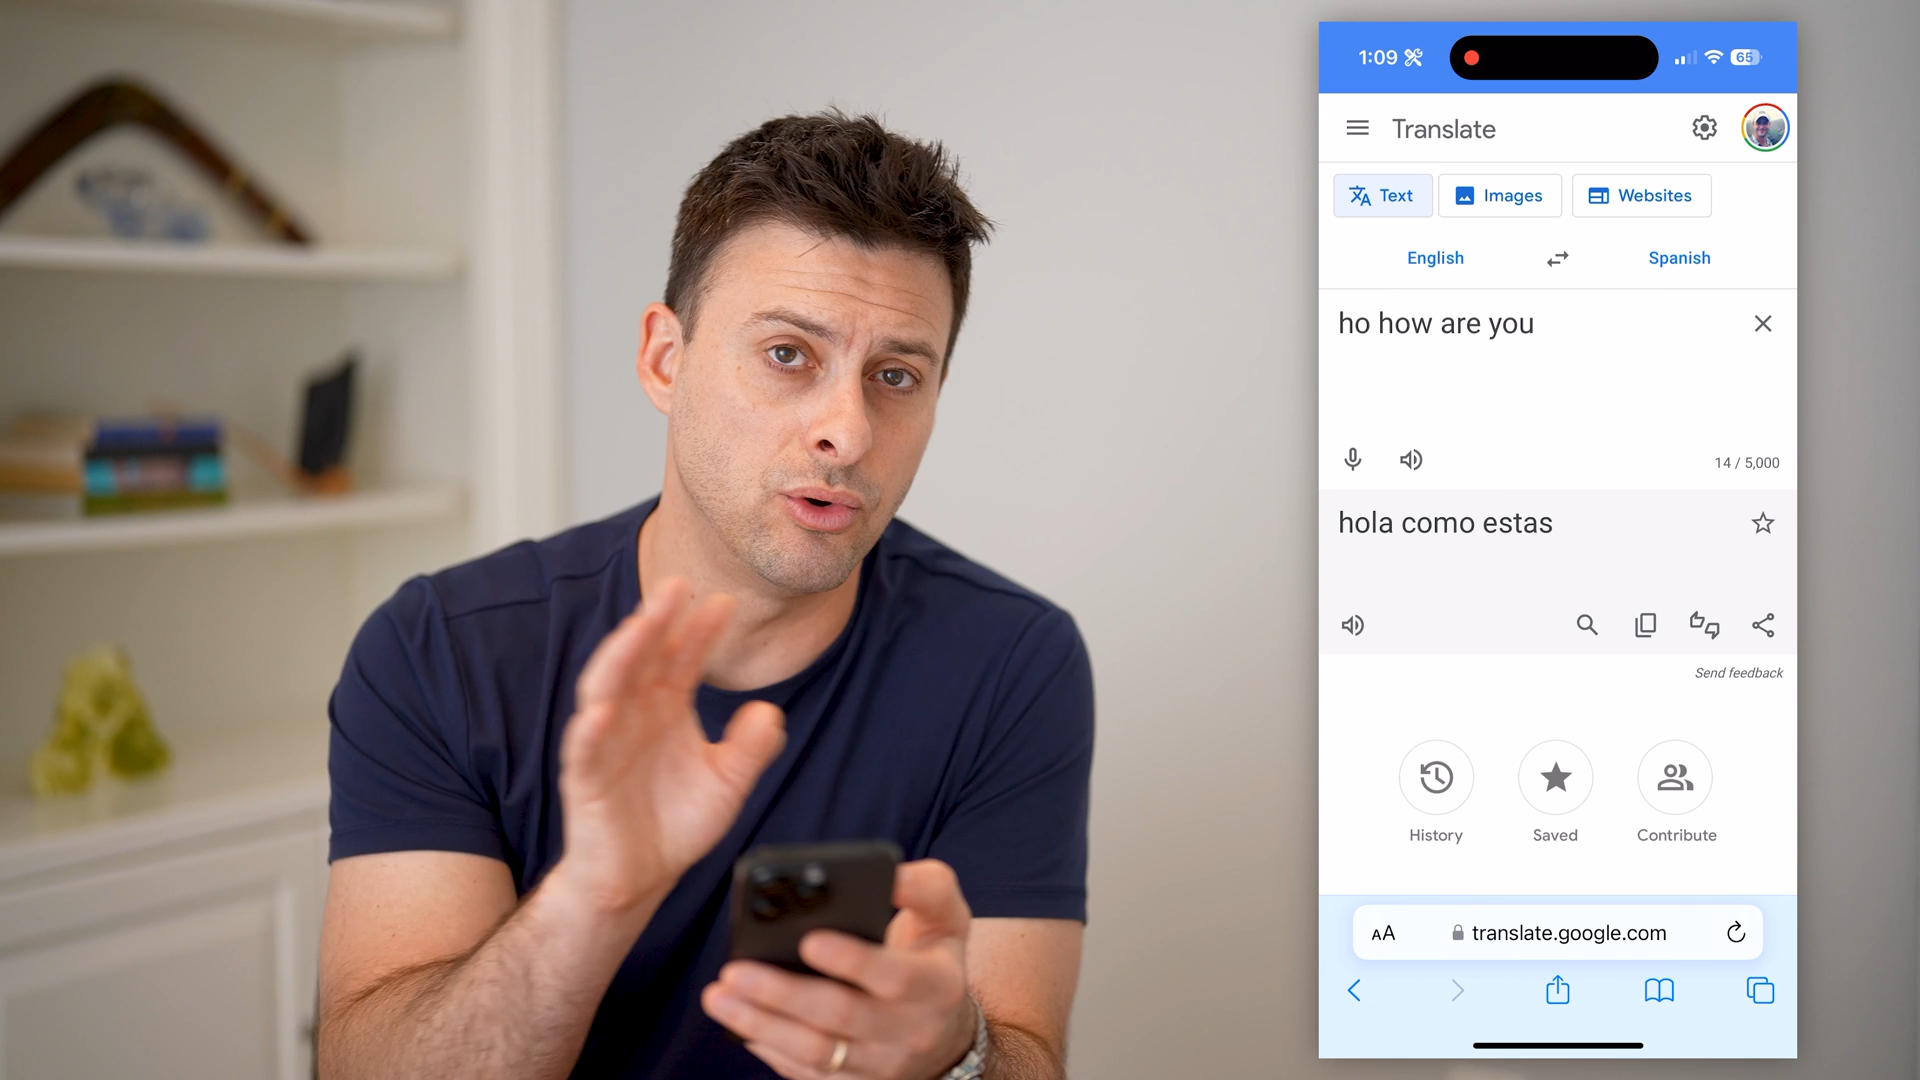 1:09
65
Translate
Text Images Websites
English Spanish
ho how are you
14 / 5,000
hola como estas
Send feedback
History Saved Contribute
AA translate.google.com